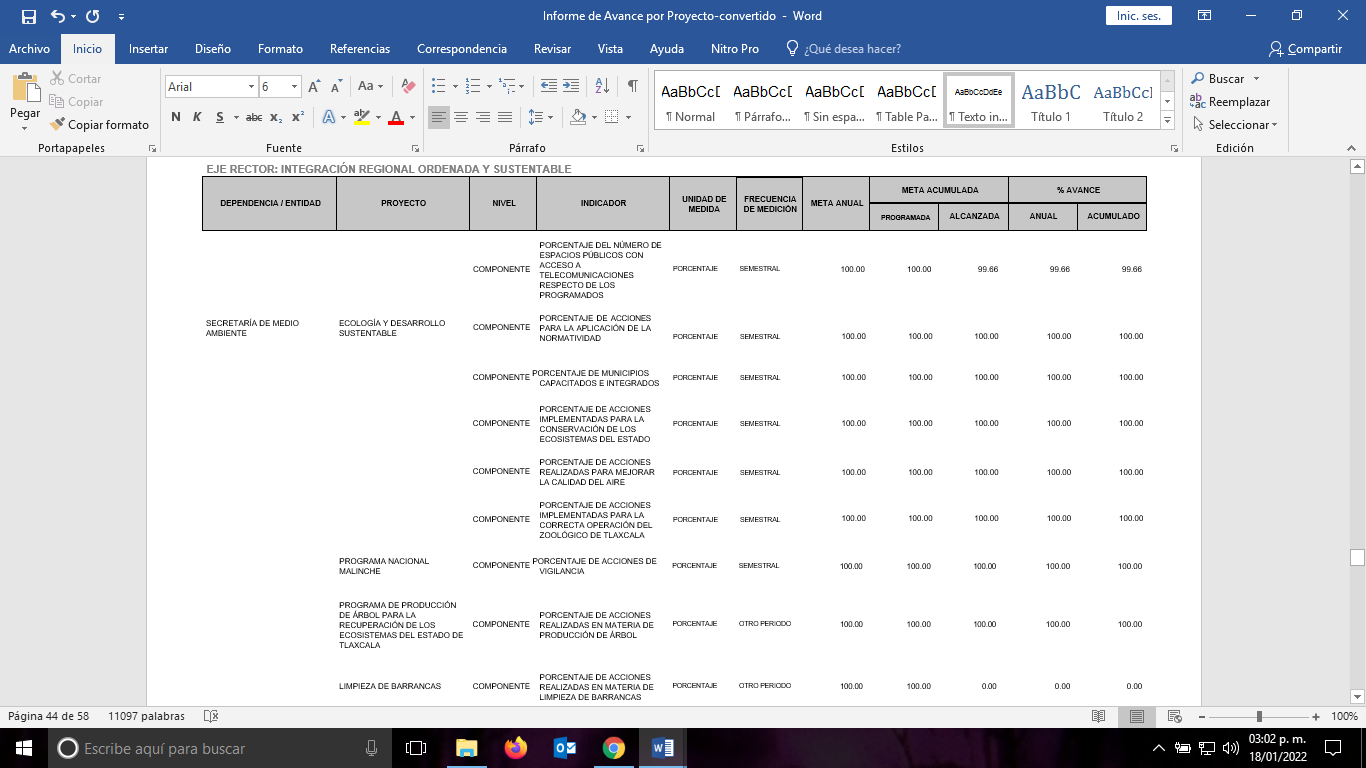 Informe de Avance por Proyecto-convertido - Word
Inic. ses.
Archivo Inicio Insertar Diseño Formato Referencias Correspondencia Revisar Vista Ayuda Nitro Pro ¿Qué desea hacer? Compartir
Pegar
Cortar
Copiar
Copiar formato
Portapapeles
Arial 6
N K S abc x₂ x²
Fuente
Párrafo
AaBbCcD AaBbCcD AaBbCcD AaBbCcD AaBbCcDdEe AaBbC AaBbCcl
¶ Normal ¶ Párrafo... ¶ Sin espa... ¶ Table Pa... ¶ Texto in... Título 1 Título 2
Estilos
Buscar
Reemplazar
Seleccionar
Edición
EJE RECTOR: INTEGRACIÓN REGIONAL ORDENADA Y SUSTENTABLE
DEPENDENCIA / ENTIDAD
PROYECTO
NIVEL
INDICADOR
UNIDAD DE
MEDIDA
FRECUENCIA
DE MEDICIÓN
META ANUAL
META ACUMULADA
PROGRAMADA
ALCANZADA
% AVANCE
ANUAL
ACUMULADO
COMPONENTE
PORCENTAJE DEL NÚMERO DE
ESPACIOS PÚBLICOS CON
ACCESO A
TELECOMUNICACIONES
RESPECTO DE LOS
PROGRAMADOS
PORCENTAJE SEMESTRAL 100.00 100.00 99.66 99.66 99.66
SECRETARÍA DE MEDIO
AMBIENTE
ECOLOGÍA Y DESARROLLO
SUSTENTABLE
COMPONENTE
PORCENTAJE DE ACCIONES
PARA LA APLICACIÓN DE LA
NORMATIVIDAD
PORCENTAJE SEMESTRAL 100.00 100.00 100.00 100.00 100.00
COMPONENTE
PORCENTAJE DE MUNICIPIOS
CAPACITADOS E INTEGRADOS
PORCENTAJE SEMESTRAL 100.00 100.00 100.00 100.00 100.00
COMPONENTE
PORCENTAJE DE ACCIONES
IMPLEMENTADAS PARA LA
CONSERVACIÓN DE LOS
ECOSISTEMAS DEL ESTADO
PORCENTAJE SEMESTRAL 100.00 100.00 100.00 100.00 100.00
COMPONENTE
PORCENTAJE DE ACCIONES
REALIZADAS PARA MEJORAR
LA CALIDAD DEL AIRE
PORCENTAJE SEMESTRAL 100.00 100.00 100.00 100.00 100.00
COMPONENTE
PORCENTAJE DE ACCIONES
IMPLEMENTADAS PARA LA
CORRECTA OPERACIÓN DEL
ZOOLÓGICO DE TLAXCALA
PORCENTAJE SEMESTRAL 100.00 100.00 100.00 100.00 100.00
PROGRAMA NACIONAL
MALINCHE
COMPONENTE
PORCENTAJE DE ACCIONES DE
VIGILANCIA
PORCENTAJE SEMESTRAL 100.00 100.00 100.00 100.00 100.00
PROGRAMA DE PRODUCCIÓN
DE ÁRBOL PARA LA
RECUPERACIÓN DE LOS
ECOSISTEMAS DEL ESTADO DE
TLAXCALA
COMPONENTE
PORCENTAJE DE ACCIONES
REALIZADAS EN MATERIA DE
PRODUCCIÓN DE ÁRBOL
PORCENTAJE OTRO PERIODO 100.00 100.00 100.00 100.00 100.00
LIMPIEZA DE BARRANCAS
COMPONENTE
PORCENTAJE DE ACCIONES
REALIZADAS EN MATERIA DE
LIMPIEZA DE BARRANCAS
PORCENTAJE OTRO PERIODO 100.00 100.00 0.00 0.00 0.00
Página 44 de 58 11097 palabras 100%
Escribe aquí para buscar
03:02 p. m.
18/01/2022